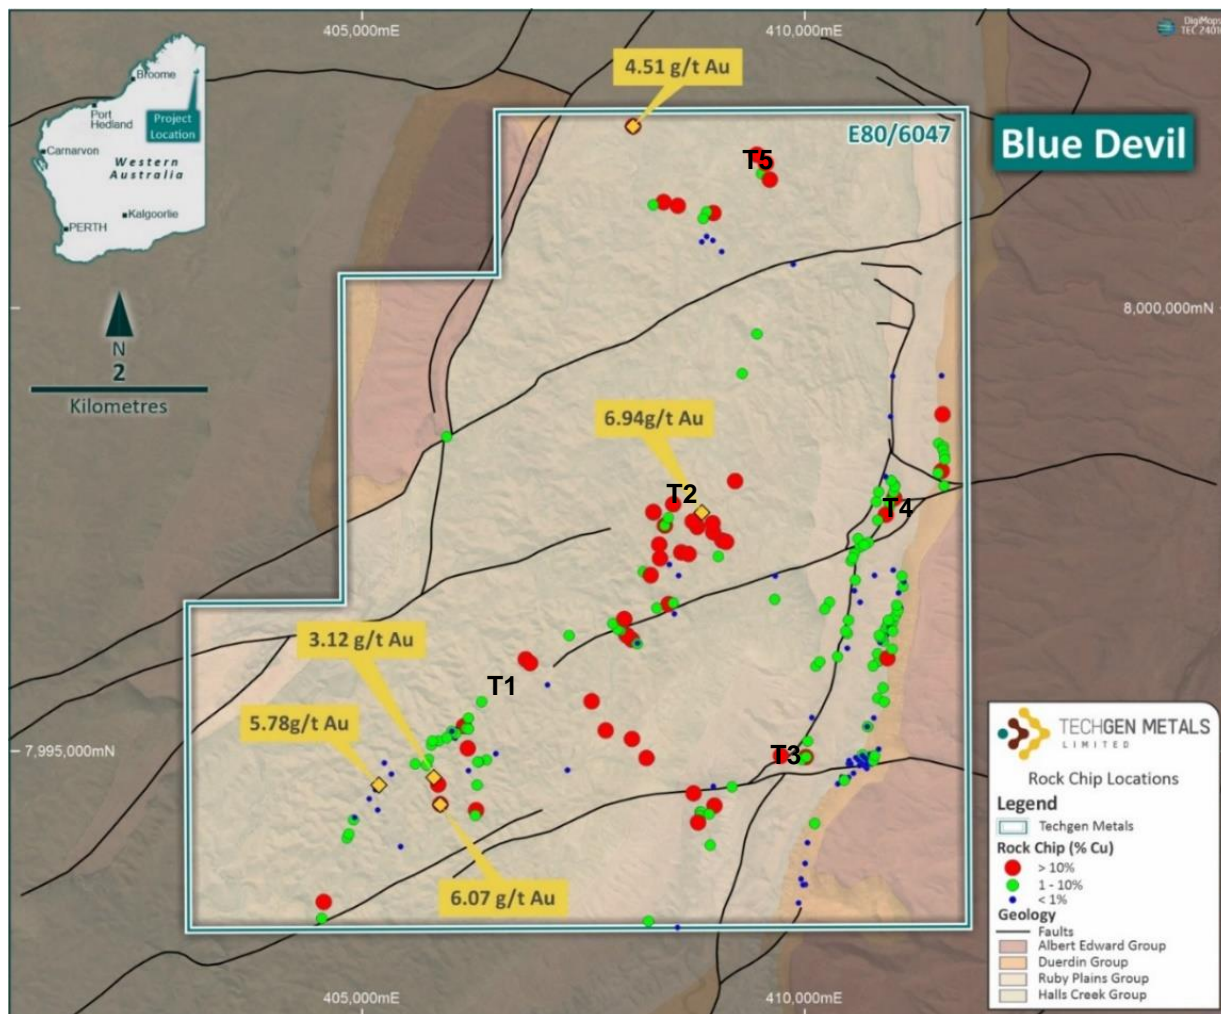 405,000mE
410,000mE
DigiMaps
4.51 g/t Au
E80/6047
Blue Devil
Broome
Port
Hedland
Project
Location
Carnarvon
Western
Australia
Kalgoorlie
PERTH
T5
N
2
Kilometres
8,000,000mN
6.94g/t Au
T2
T4
3.12 g/t Au
T1
5.78g/t Au
7,995,000mN
T3
6.07 g/t Au
TECHGEN METALS
LIMITED
Rock Chip Locations
Legend
Techgen Metals
Rock Chip (% Cu)
> 10%
1 - 10%
< 1%
Geology
Faults
Albert Edward Group
Duerdin Group
Ruby Plains Group
Halls Creek Group
405,000mE
410,000mE